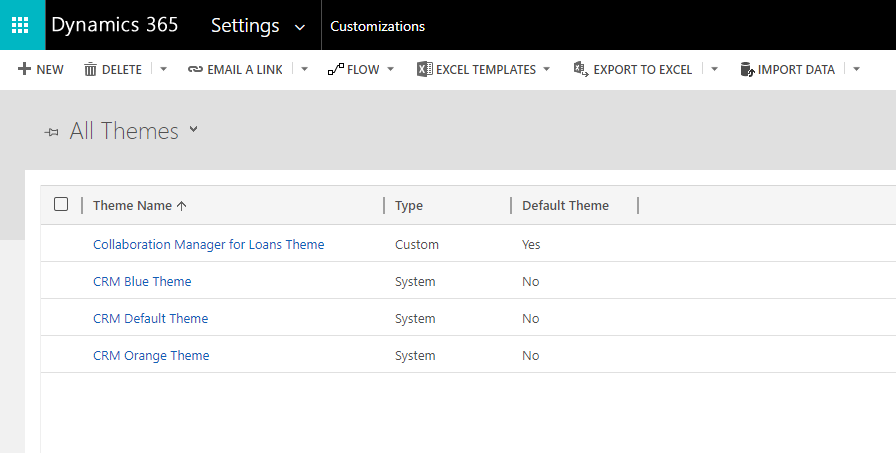 Dynamics 365 Settings Customizations
NEW DELETE EMAIL A LINK FLOW EXCEL TEMPLATES EXPORT TO EXCEL IMPORT DATA
All Themes
Theme Name Type Default Theme
Collaboration Manager for Loans Theme Custom Yes
CRM Blue Theme System No
CRM Default Theme System No
CRM Orange Theme System No